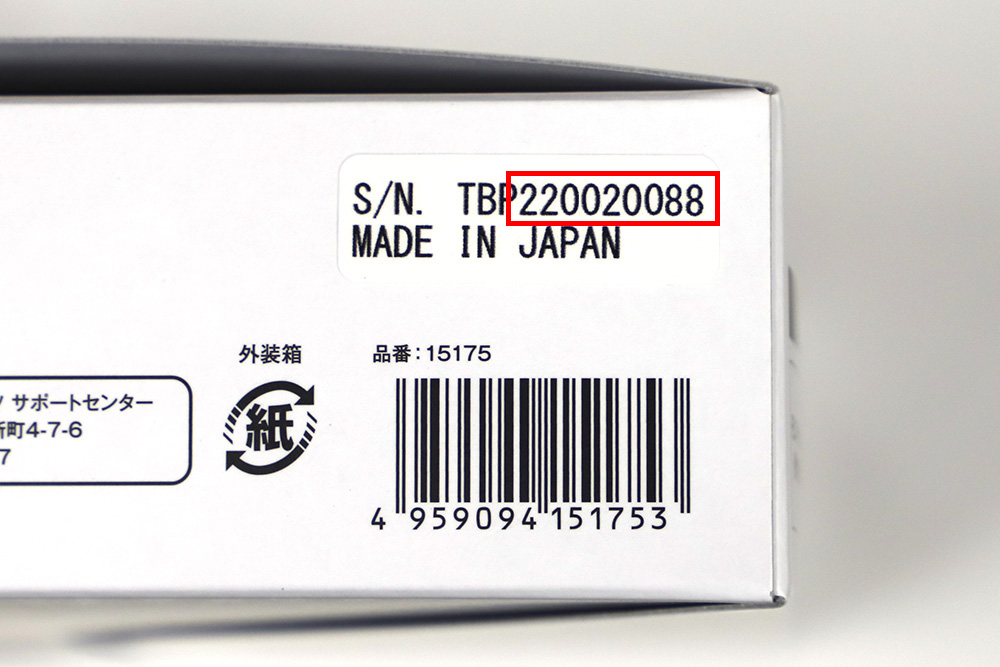 S/N. TBP220020088
MADE IN JAPAN
外装箱
品番：15175
サポートセンター
町4-7-6
7
紙
4 959094 151753